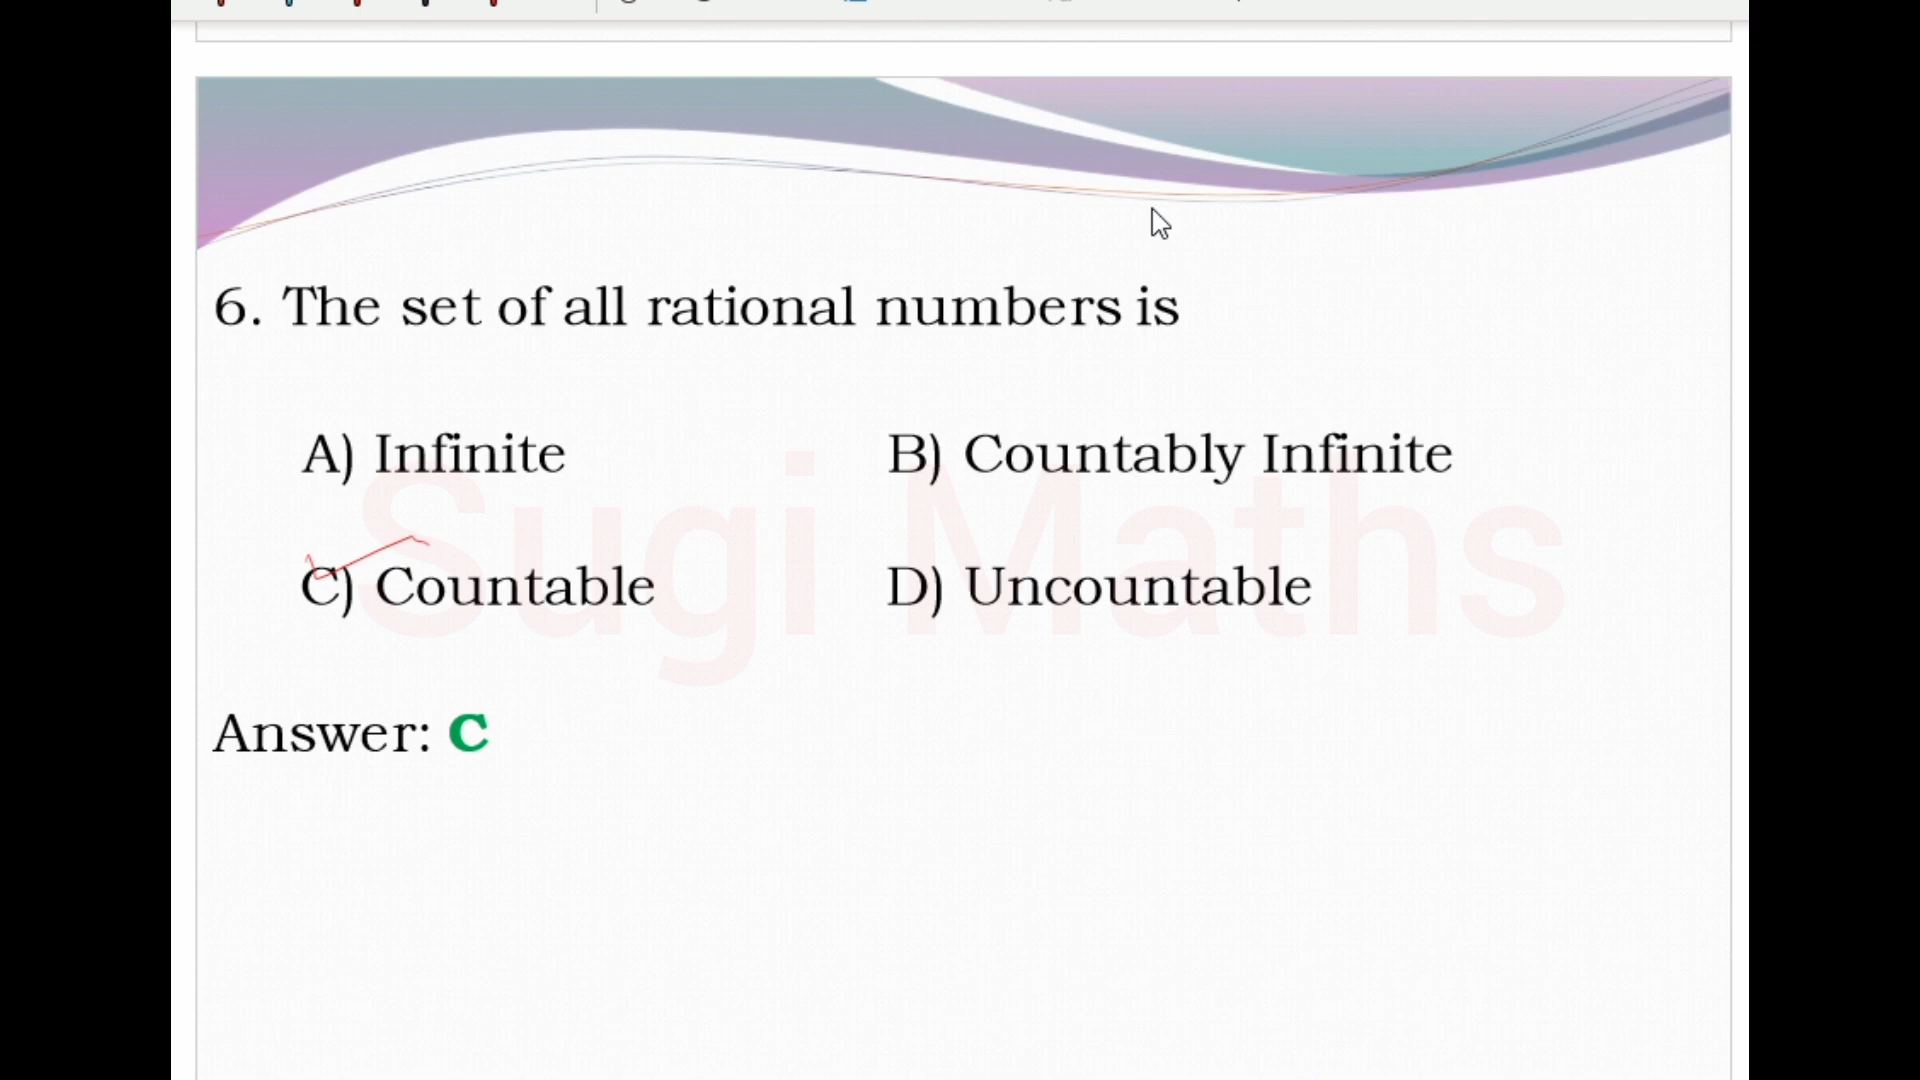 6. The set of all rational numbers is
A) Infinite
B) Countably Infinite
C) Countable
D) Uncountable
Sugi Maths
Answer: C